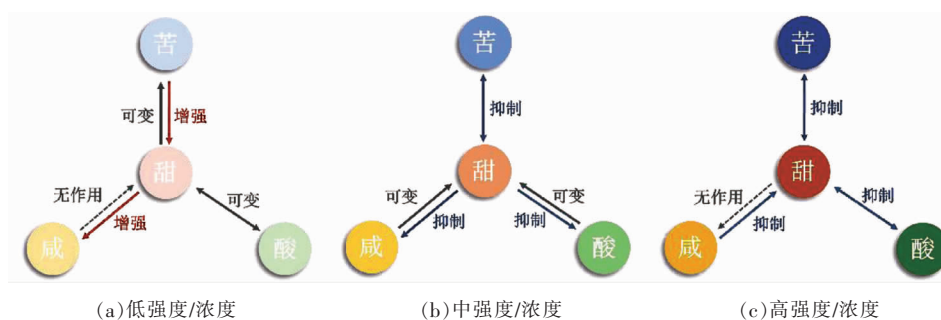 苦
可变
增强
甜
无作用
增强
可变
咸
酸
(a)低强度/浓度
苦
抑制
甜
可变
抑制
可变
抑制
咸
酸
(b)中强度/浓度
苦
抑制
甜
无作用
抑制
抑制
咸
酸
(c)高强度/浓度